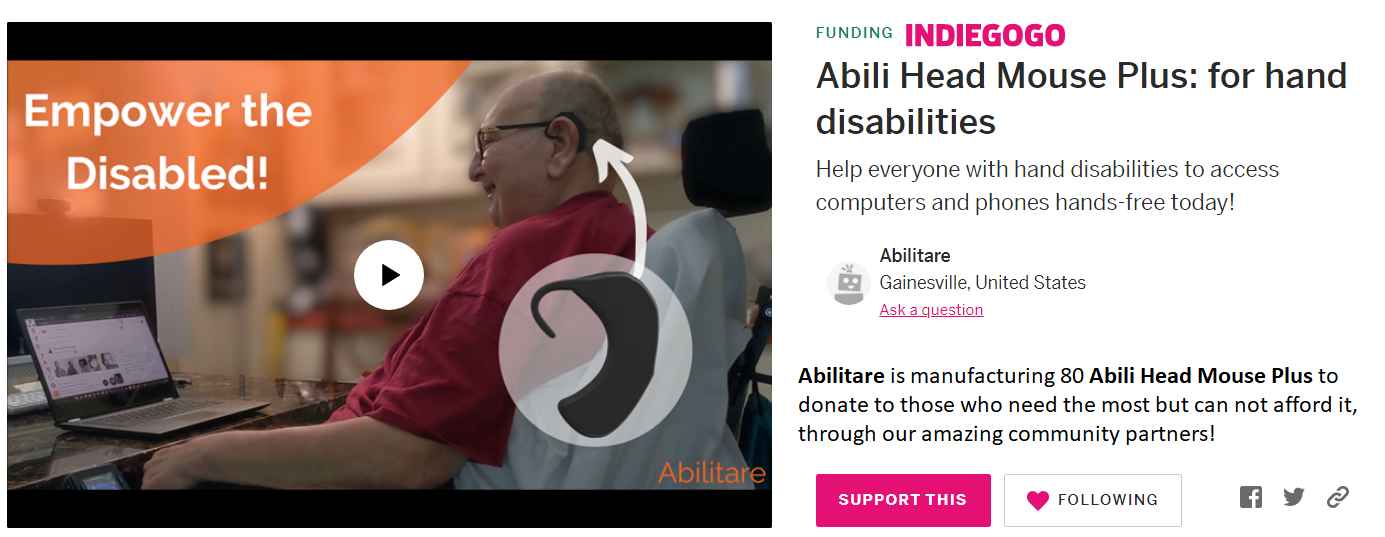 Empower the
Disabled!
Abilitare
FUNDING INDIEGOGO
Abili Head Mouse Plus: for hand
disabilities
Help everyone with hand disabilities to access
computers and phones hands-free today!
Abilitare
Gainesville, United States
Ask a question
Abilitare is manufacturing 80 Abili Head Mouse Plus to
donate to those who need the most but can not afford it,
through our amazing community partners!
SUPPORT THIS
FOLLOWING